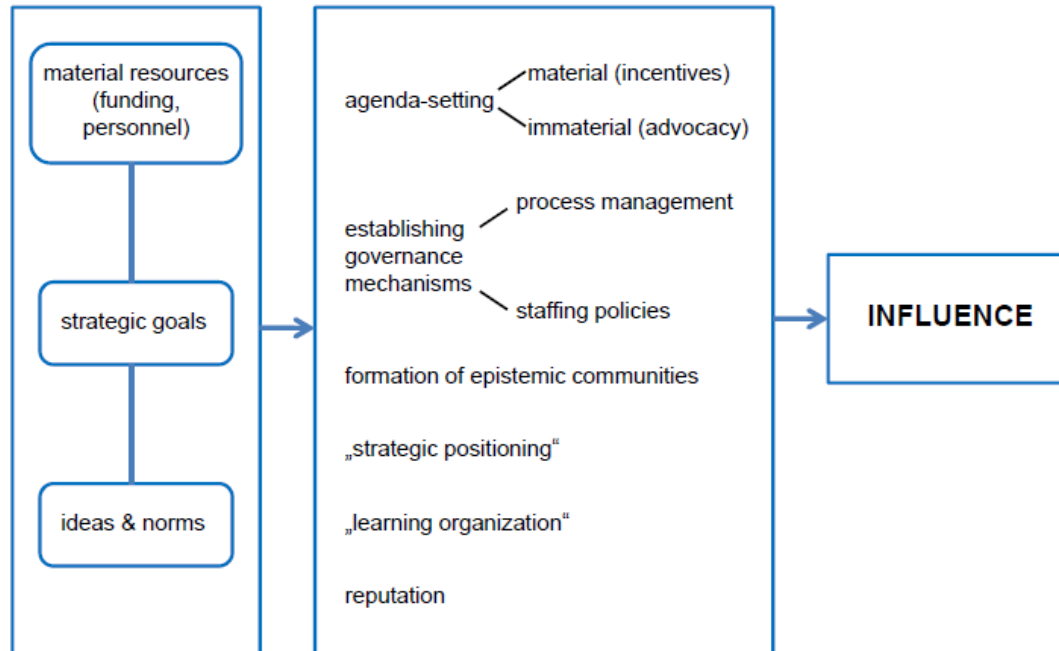 material resources
(funding,
personnel)
strategic goals
ideas & norms
agenda-setting
material (incentives)
immaterial (advocacy)
establishing
governance
mechanisms
process management
staffing policies
formation of epistemic communities
„strategic positioning“
„learning organization“
reputation
INFLUENCE